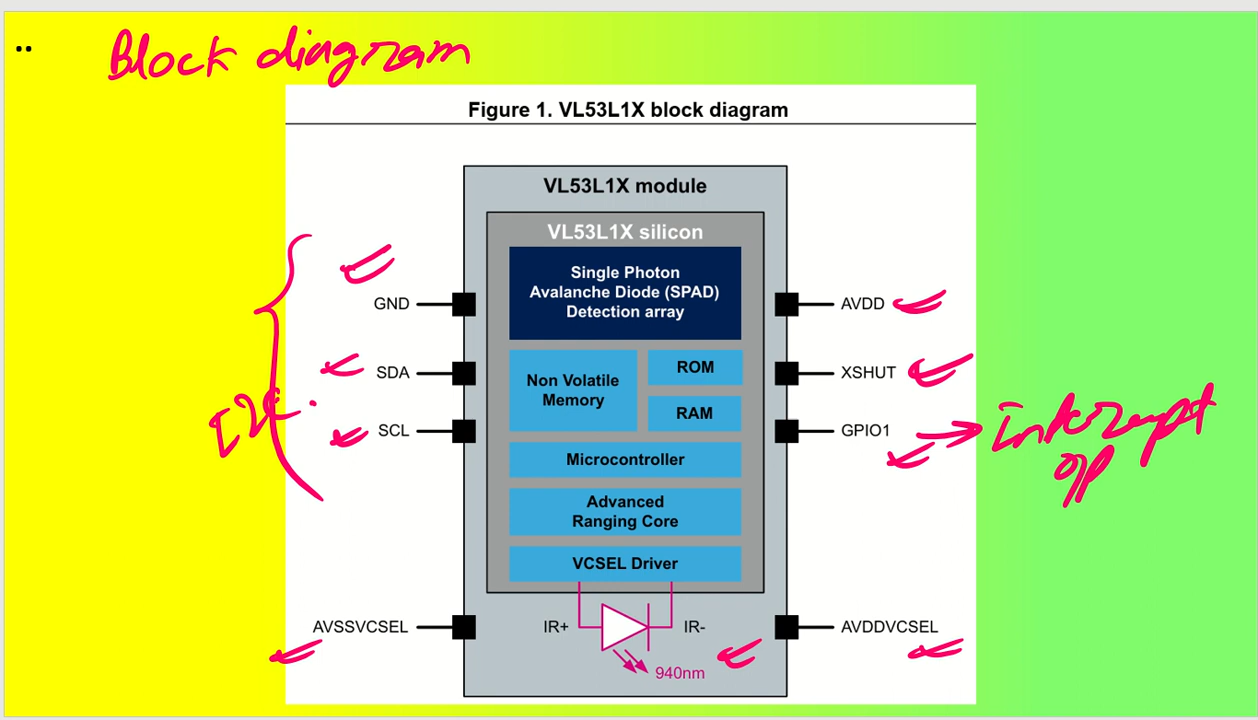 Block diagram
Figure 1. VL53L1X block diagram
VL53L1X module
VL53L1X silicon
Single Photon
Avalanche Diode (SPAD)
Detection array
GND
AVDD
Non Volatile
Memory
ROM
RAM
SDA
XSHUT
SCL
GPIO1
I2C.
Interrupt
O/P
Microcontroller
Advanced
Ranging Core
VCSEL Driver
AVSSVCSEL
IR+
IR-
AVDDVCSEL
940nm